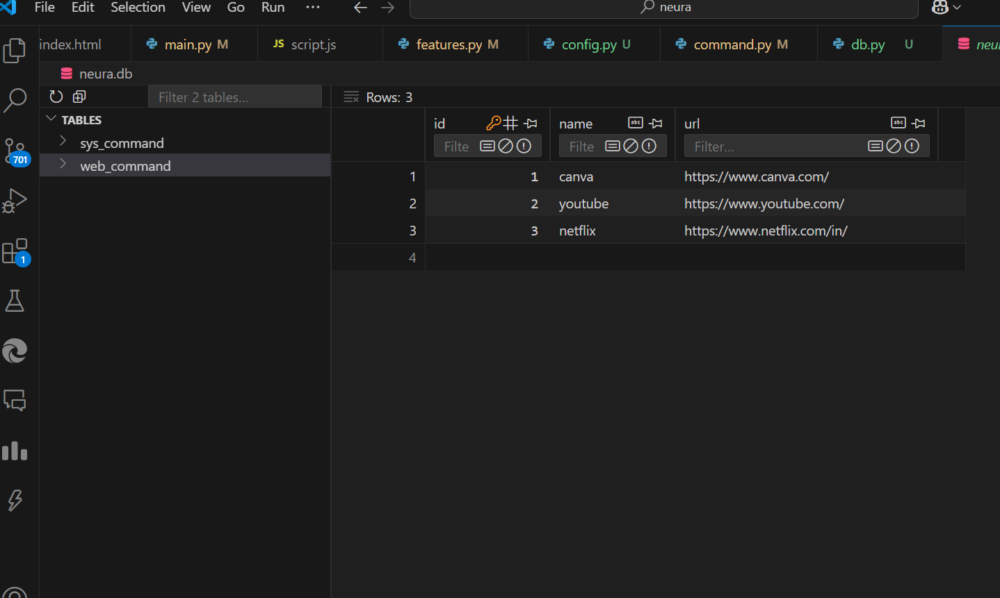 File Edit Selection View Go Run ··· neura
index.html main.py M JS script.js features.py M config.py U command.py M db.py U neu
neura.db
Filter 2 tables... Rows: 3
TABLES
id name abc url abc
sys_command
Filte Filte Filter...
701
web_command
1 1 canva https://www.canva.com/
2 2 youtube https://www.youtube.com/
3 3 netflix https://www.netflix.com/in/
4
1